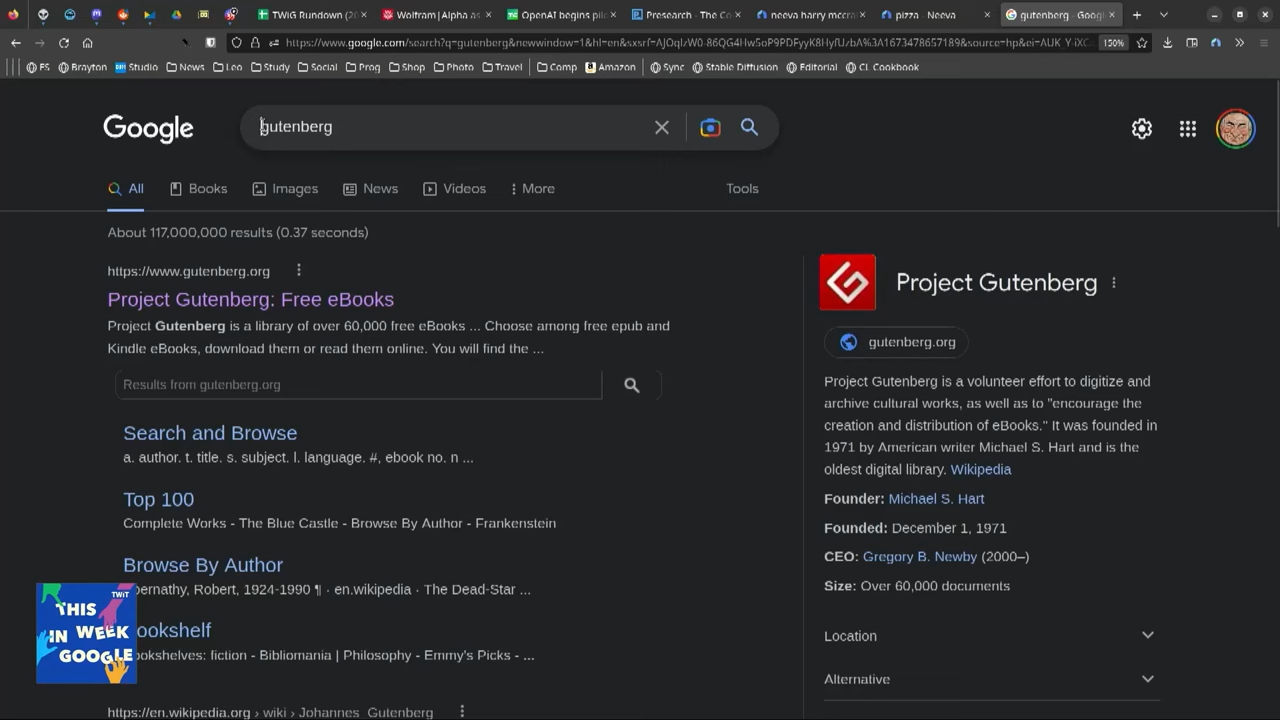 TWiG Rundown (20
Wolfram|Alpha as
OpenAI begins pil
Presearch - The Co
neeva harry mccra
pizza - Neeva
gutenberg - Googl
https://www.google.com/search?q=gutenberg&newwindow=1&hl=en&sxsrf=
150%
FS
Brayton
Studio
News
Leo
Study
Social
Prog
Shop
Photo
Travel
Comp
Amazon
Sync
Stable Diffusion
Editorial
CL Cookbook
Google
gutenberg
All
Books
Images
News
Videos
More
Tools
About 117,000,000 results (0.37 seconds)
https://www.gutenberg.org
Project Gutenberg: Free eBooks
Project Gutenberg is a library of over 60,000 free eBooks ... Choose among free epub and
Kindle eBooks, download them or read them online. You will find the ...
Results from gutenberg.org
Search and Browse
a. author. t. title. s. subject. l. language. #, ebook no. n ...
Top 100
Complete Works - The Blue Castle - Browse By Author - Frankenstein
Browse By Author
bernathy, Robert, 1924-1990 ¶ · en.wikipedia · The Dead-Star ...
ookshelf
ookshelves: fiction - Bibliomania | Philosophy - Emmy's Picks - ...
https://en.wikipedia.org › wiki › Johannes_Gutenberg
Project Gutenberg
gutenberg.org
Project Gutenberg is a volunteer effort to digitize and
archive cultural works, as well as to "encourage the
creation and distribution of eBooks." It was founded in
1971 by American writer Michael S. Hart and is the
oldest digital library. Wikipedia
Founder: Michael S. Hart
Founded: December 1, 1971
CEO: Gregory B. Newby (2000–)
Size: Over 60,000 documents
Location
Alternative
TWiT
THIS
IN WEEK
GOOGLE